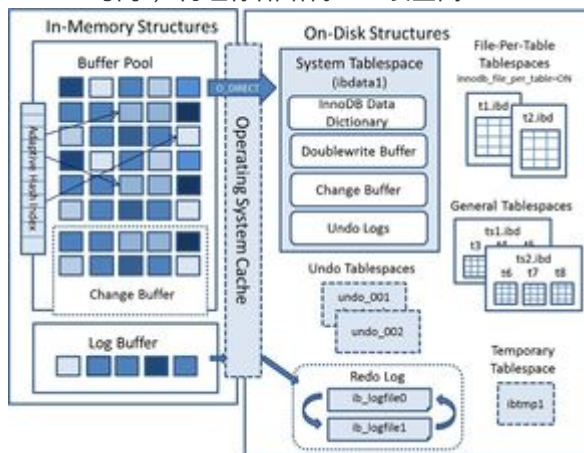 In-Memory Structures
Buffer Pool
Adaptive Hash Index
Change Buffer
Log Buffer
O_DIRECT
Operating System Cache
On-Disk Structures
System Tablespace
(ibdata1)
InnoDB Data
Dictionary
Doublewrite Buffer
Change Buffer
Undo Logs
File-Per-Table
Tablespaces
innodb_file_per_table=ON
t1.ibd
t2.ibd
General Tablespaces
ts1.ibd
t3
ts2.ibd
t6 t7 t8
Undo Tablespaces
undo_001
undo_002
Redo Log
ib_logfile0
ib_logfile1
Temporary
Tablespace
ibtmp1